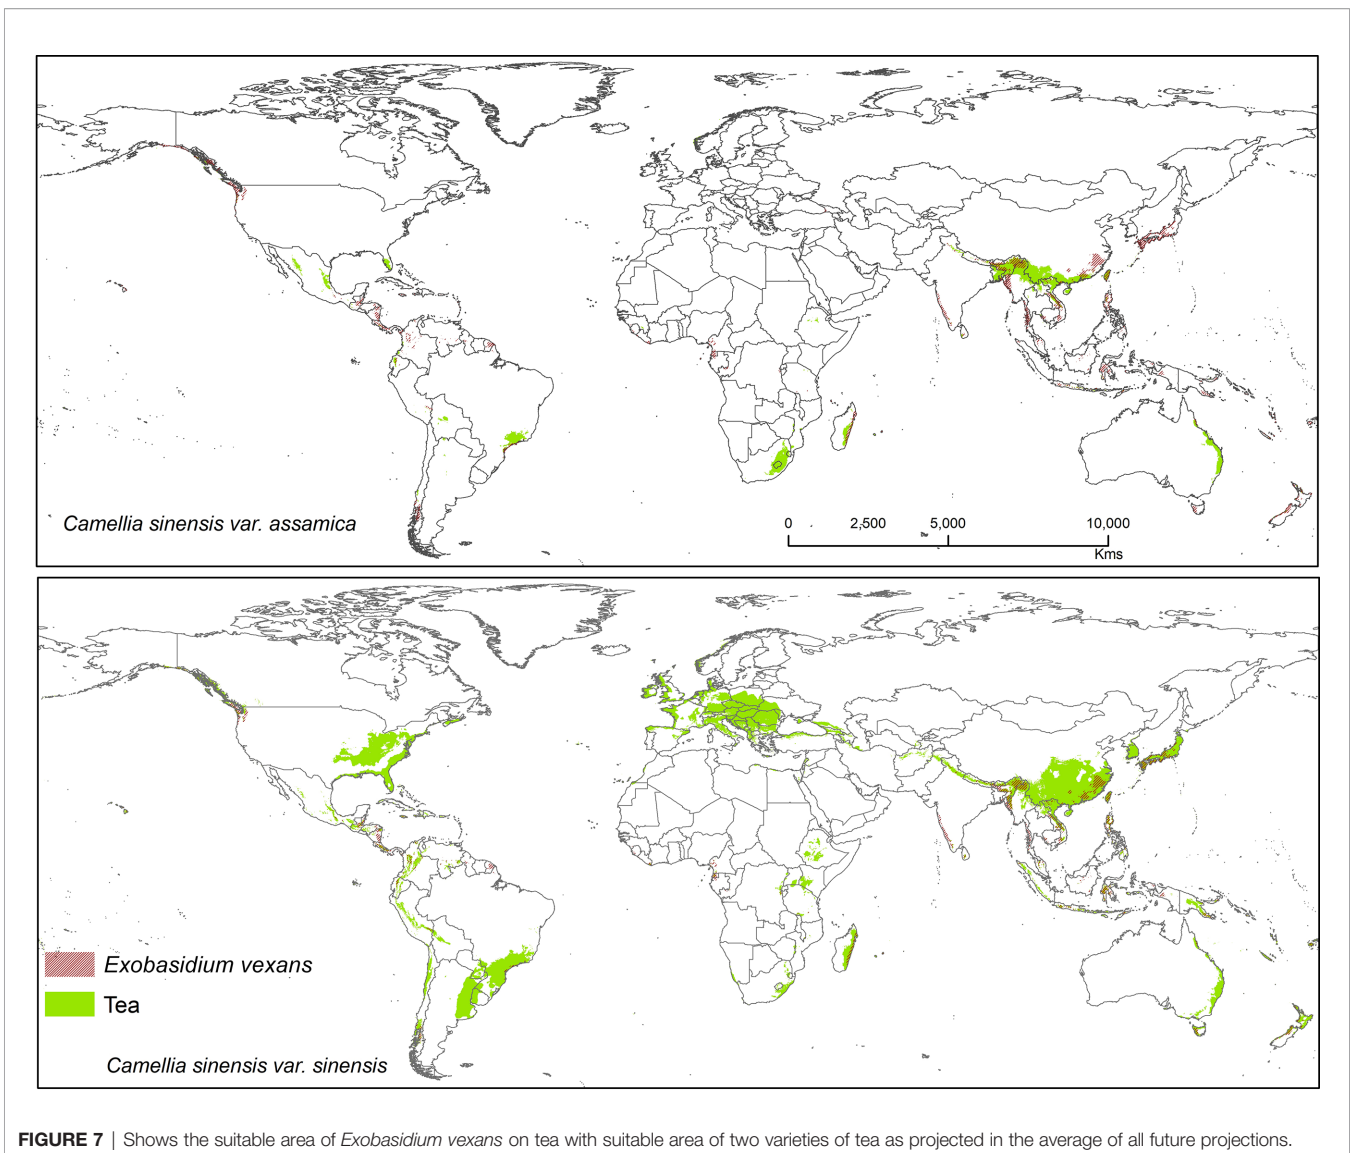 Camellia sinensis var. assamica
0 2,500 5,000 10,000
Kms
Exobasidium vexans
Tea
Camellia sinensis var. sinensis
FIGURE 7 | Shows the suitable area of Exobasidium vexans on tea with suitable area of two varieties of tea as projected in the average of all future projections.